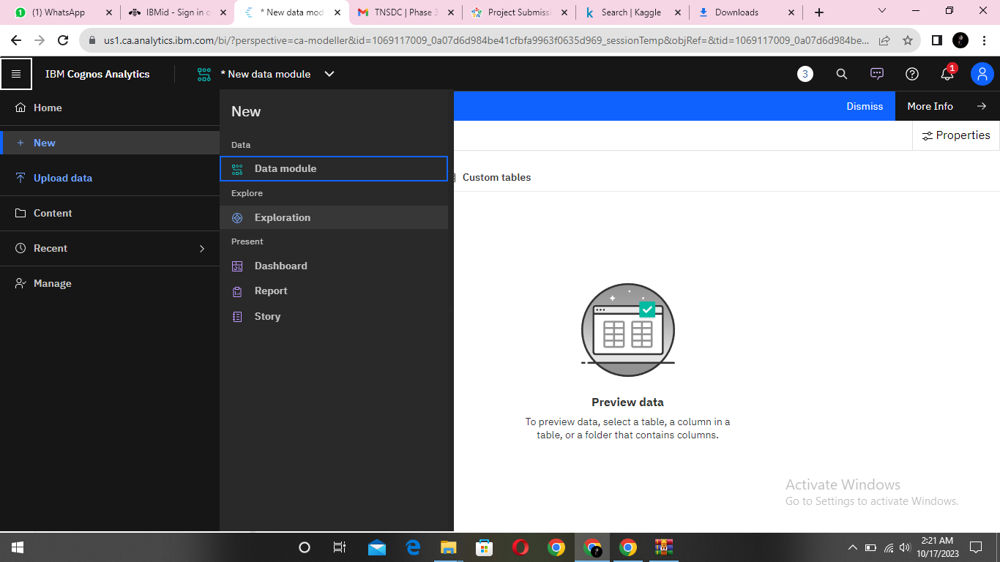 (1) WhatsApp
IBMid - Sign in o
* New data mod
TNSDC | Phase 3
Project Submiss
Search | Kaggle
Downloads
us1.ca.analytics.ibm.com/bi/?perspective=ca-modeller&id=1069117009_0a07d6d984be41cfbfa9963f0635d969_sessionTemp&objRef=&tid=1069117009_0a07d6d984be...
IBM Cognos Analytics
* New data module
3
1
Home
New
Upload data
Content
Recent
Manage
New
Data
Data module
Explore
Exploration
Present
Dashboard
Report
Story
Dismiss
More Info
Properties
Custom tables
Preview data
To preview data, select a table, a column in a
table, or a folder that contains columns.
Activate Windows
Go to Settings to activate Windows.
2:21 AM
10/17/2023